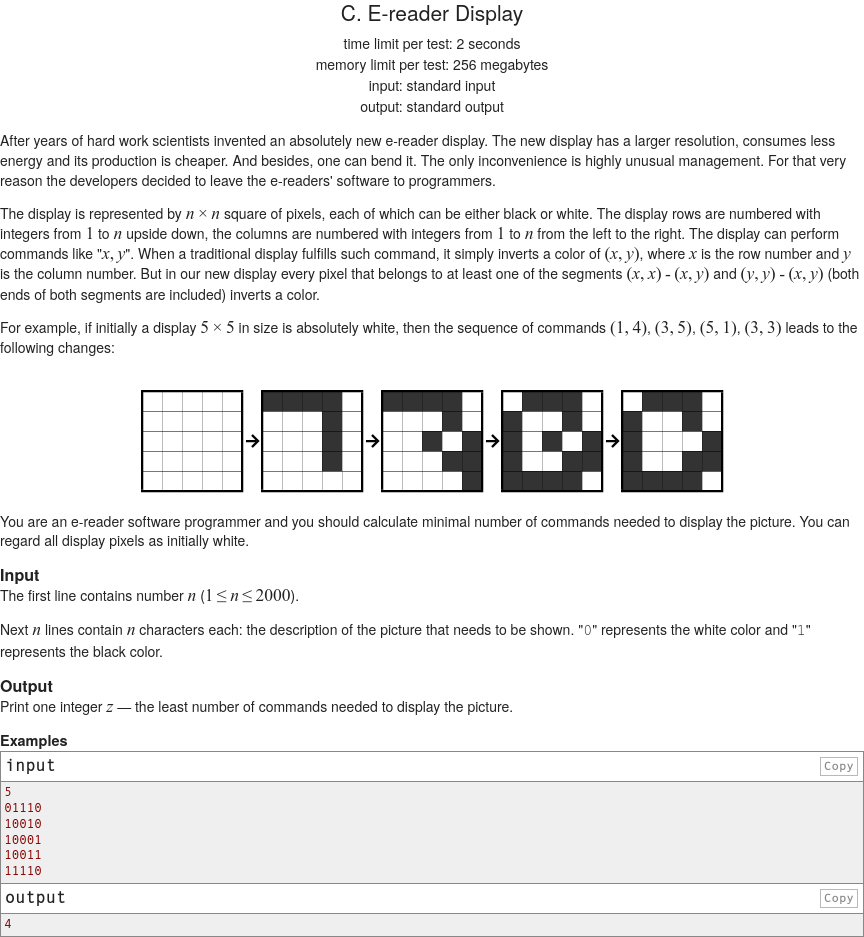 C. E-reader Display
time limit per test: 2 seconds
memory limit per test: 256 megabytes
input: standard input
output: standard output
After years of hard work scientists invented an absolutely new e-reader display. The new display has a larger resolution, consumes less
energy and its production is cheaper. And besides, one can bend it. The only inconvenience is highly unusual management. For that very
reason the developers decided to leave the e-readers' software to programmers.
The display is represented by n × n square of pixels, each of which can be either black or white. The display rows are numbered with
integers from 1 to n upside down, the columns are numbered with integers from 1 to n from the left to the right. The display can perform
commands like "x, y". When a traditional display fulfills such command, it simply inverts a color of (x, y), where x is the row number and y
is the column number. But in our new display every pixel that belongs to at least one of the segments (x, x) - (x, y) and (y, y) - (x, y) (both
ends of both segments are included) inverts a color.
For example, if initially a display 5 × 5 in size is absolutely white, then the sequence of commands (1, 4), (3, 5), (5, 1), (3, 3) leads to the
following changes:
You are an e-reader software programmer and you should calculate minimal number of commands needed to display the picture. You can
regard all display pixels as initially white.
Input
The first line contains number n (1 ≤ n ≤ 2000).
Next n lines contain n characters each: the description of the picture that needs to be shown. "0" represents the white color and "1"
represents the black color.
Output
Print one integer z — the least number of commands needed to display the picture.
Examples
input
Copy
5
01110
10010
10001
10011
11110
output
Copy
4